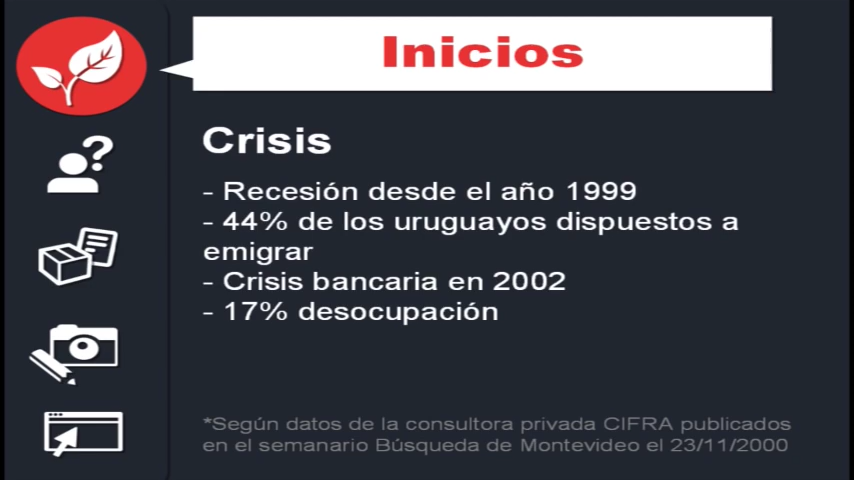 Inicios
Crisis
- Recesión desde el año 1999
- 44% de los uruguayos dispuestos a
emigrar
- Crisis bancaria en 2002
- 17% desocupación
*Según datos de la consultora privada CIFRA publicados
en el semanario Búsqueda de Montevideo el 23/11/2000